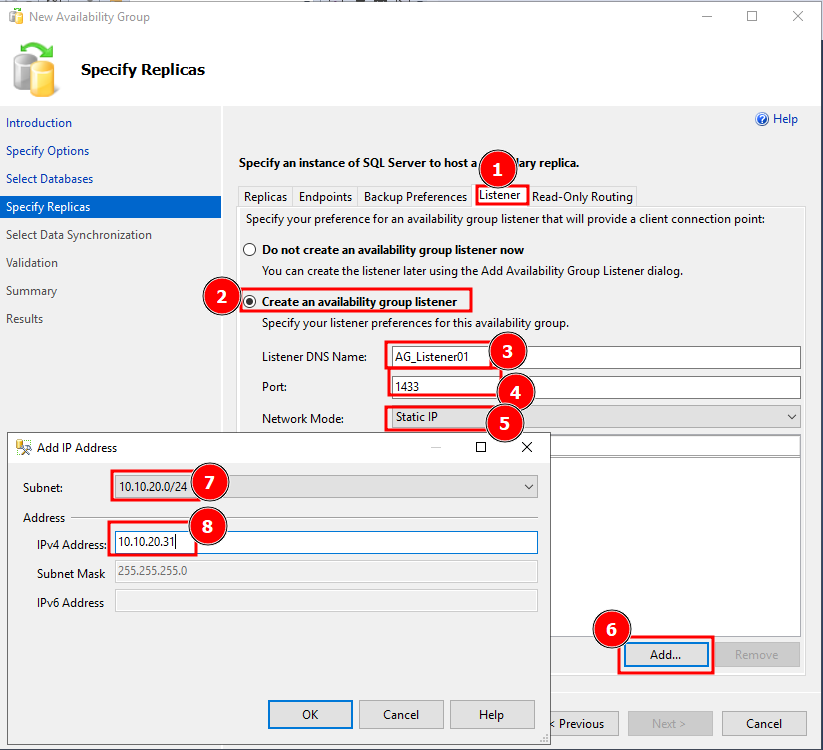 New Availability Group
Specify Replicas
Help
Introduction
Specify Options
Select Databases
Specify Replicas
Select Data Synchronization
Validation
Summary
Results
Specify an instance of SQL Server to host a dary replica.
1
Replicas Endpoints Backup Preferences Listener Read-Only Routing
Specify your preference for an availability group listener that will provide a client connection point:
Do not create an availability group listener now
You can create the listener later using the Add Availability Group Listener dialog.
2 Create an availability group listener
Specify your listener preferences for this availability group.
Listener DNS Name: AG_Listener01 3
Port: 1433 4
Network Mode: Static IP 5
Add IP Address
Subnet: 10.10.20.0/24 7
Address
8
IPv4 Address: 10.10.20.31
Subnet Mask 255.255.255.0
IPv6 Address
6
Add... Remove
OK Cancel Help
< Previous Next > Cancel